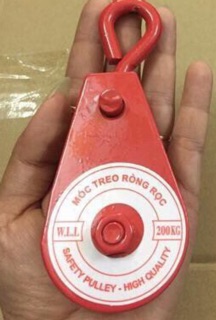 MÓC TREO RÒNG RỌC
W.L.L 200KG
SAFETY PULLEY - HIGH QUALITY